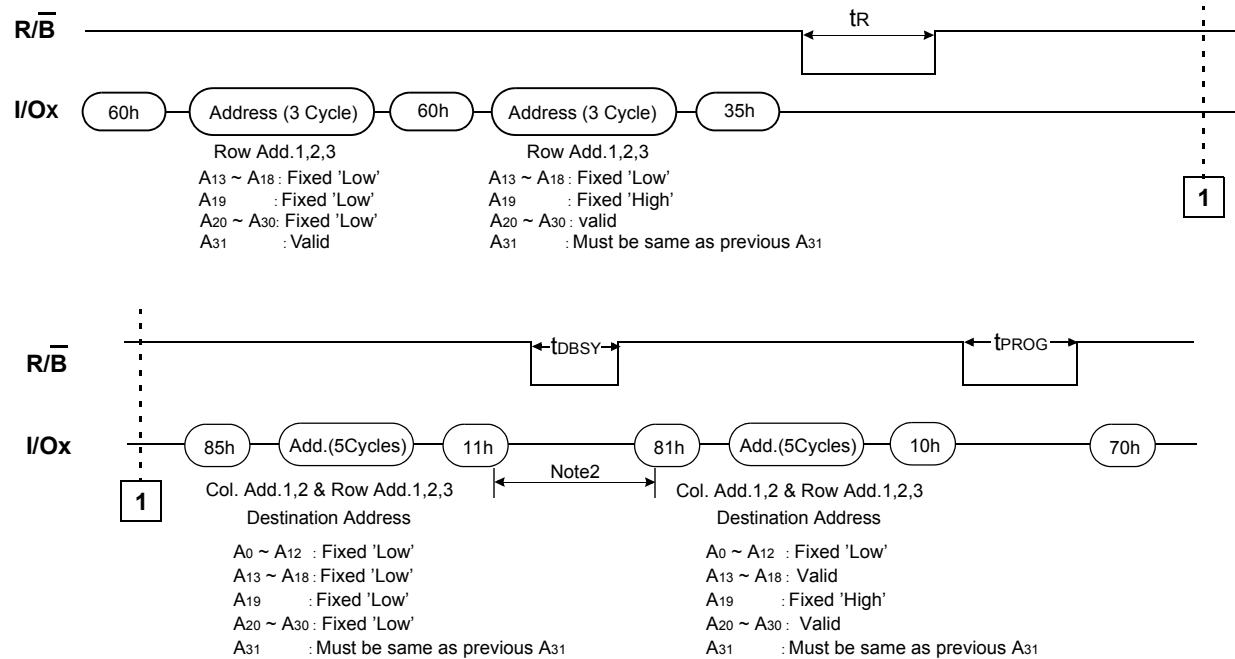 R/B tR
I/Ox 60h Address (3 Cycle) 60h Address (3 Cycle) 35h
Row Add.1,2,3 Row Add.1,2,3
A13 ~ A18 : Fixed 'Low' A13 ~ A18 : Fixed 'Low'
A19 : Fixed 'Low' A19 : Fixed 'High'
A20 ~ A30: Fixed 'Low' A20 ~ A30 : valid
A31 : Valid A31 : Must be same as previous A31
1
R/B tDBSY tPROG
I/Ox 85h Add.(5Cycles) 11h 81h Add.(5Cycles) 10h 70h
Note2
1
Col. Add.1,2 & Row Add.1,2,3 Col. Add.1,2 & Row Add.1,2,3
Destination Address Destination Address
A0 ~ A12 : Fixed 'Low' A0 ~ A12 : Fixed 'Low'
A13 ~ A18 : Fixed 'Low' A13 ~ A18 : Valid
A19 : Fixed 'Low' A19 : Fixed 'High'
A20 ~ A30 : Fixed 'Low' A20 ~ A30 : Valid
A31 : Must be same as previous A31 A31 : Must be same as previous A31